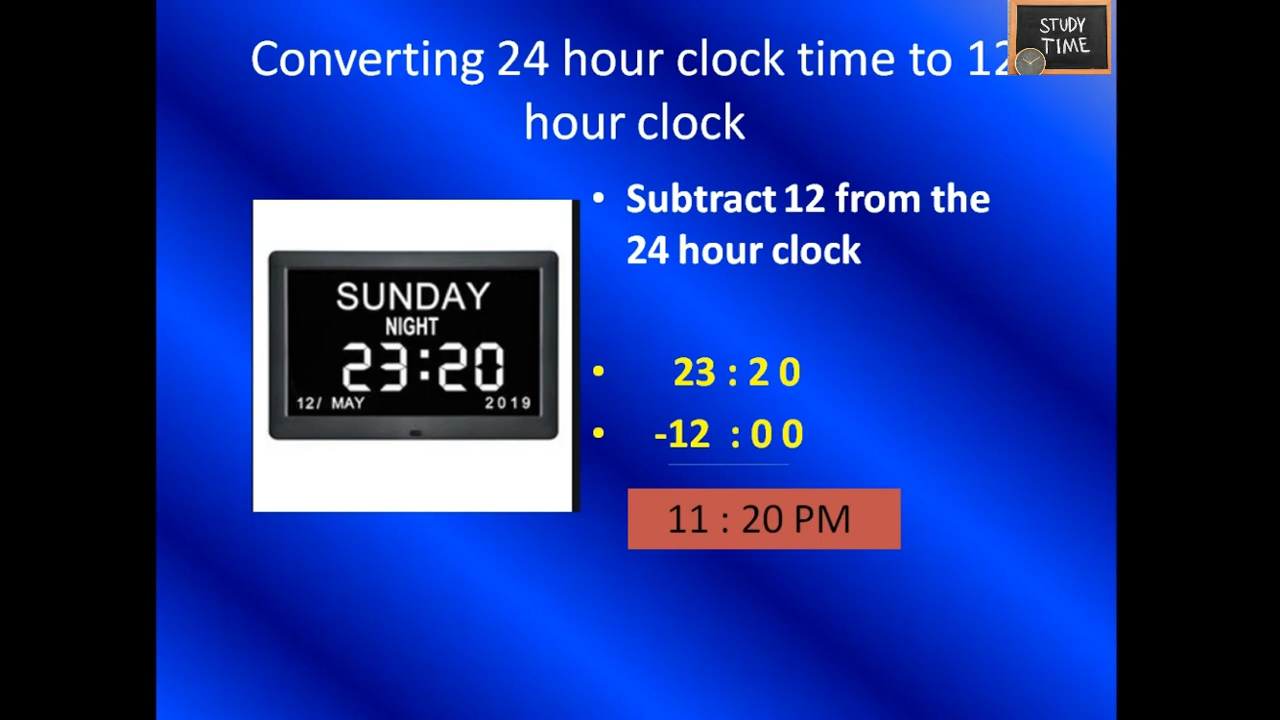 Converting 24 hour clock time to 12
hour clock
STUDY
TIME
SUNDAY
NIGHT
23:20
12/ MAY 2019
• Subtract 12 from the
24 hour clock
• 23 : 2 0
• -12 : 0 0
11 : 20 PM